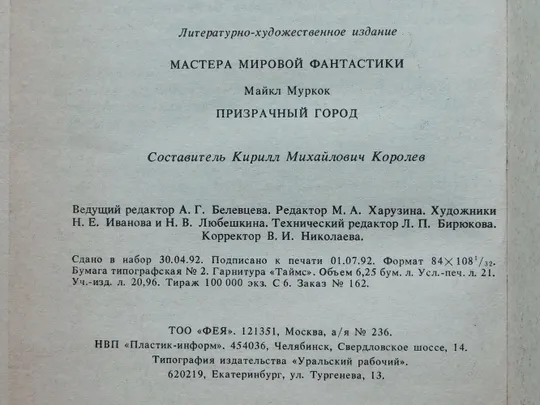 Литературно-художественное издание
МАСТЕРА МИРОВОЙ ФАНТАСТИКИ
Майкл Муркок
ПРИЗРАЧНЫЙ ГОРОД
Составитель Кирилл Михайлович Королев
Ведущий редактор А. Г. Белевцева. Редактор М. А. Харузина. Художники
Н. Е. Иванова и Н. В. Любешкина. Технический редактор Л. П. Бирюкова.
Корректор В. И. Николаева.
Сдано в набор 30.04.92. Подписано к печати 01.07.92. Формат 84×108¹/₃₂.
Бумага типографская № 2. Гарнитура «Таймс». Объем 6,25 бум. л. Усл.-печ. л. 21.
Уч.-изд. л. 20,96. Тираж 100 000 экз. С 6. Заказ № 162.
ТОО «ФЕЯ». 121351, Москва, а/я № 236.
НВП «Пластик-информ». 454036, Челябинск, Свердловское шоссе, 14.
Типография издательства «Уральский рабочий».
620219, Екатеринбург, ул. Тургенева, 13.